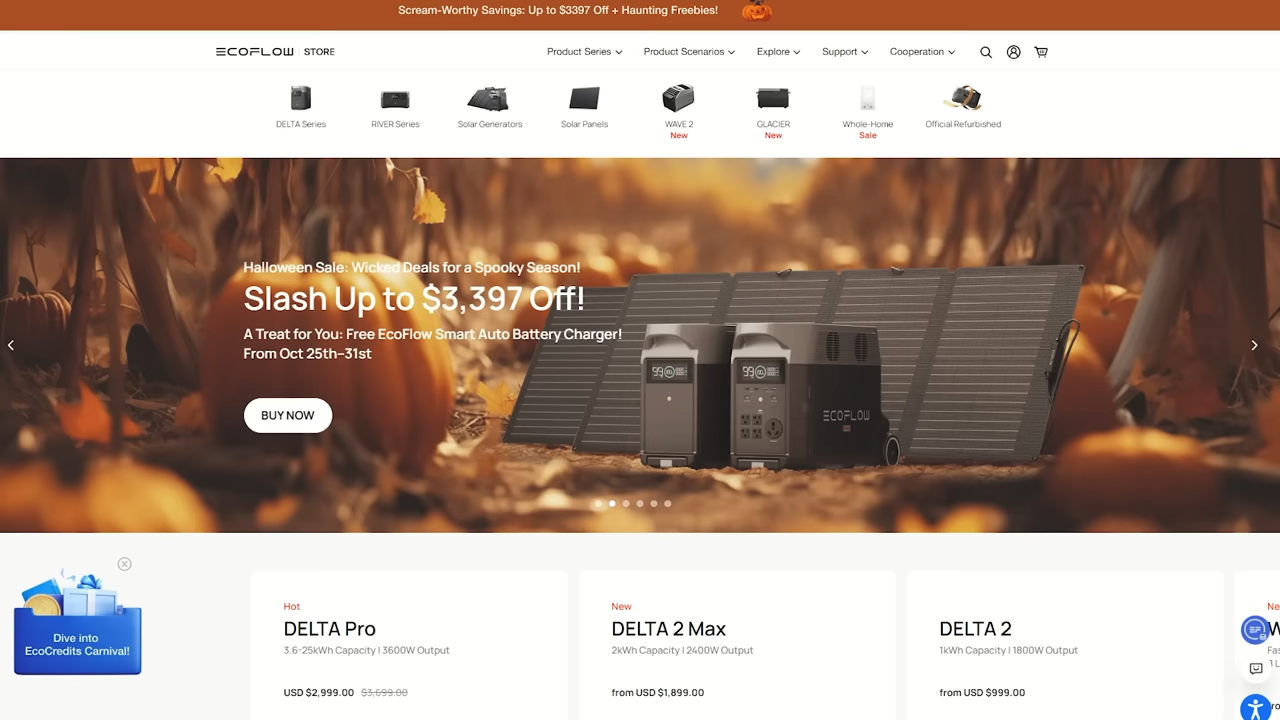 Scream-Worthy Savings: Up to $3397 Off + Haunting Freebies!
ECOFLOW | STORE
Product Series
Product Scenarios
Explore
Support
Cooperation
DELTA Series
RIVER Series
Solar Generators
Solar Panels
WAVE 2
New
GLACIER
New
Whole-Home
Sale
Official Refurbished
Halloween Sale: Wicked Deals for a Spooky Season!
Slash Up to $3,397 Off!
A Treat for You: Free EcoFlow Smart Auto Battery Charger!
From Oct 25th–31st
BUY NOW
ECOFLOW
Dive into
EcoCredits Carnival!
Hot
DELTA Pro
3.6-25kWh Capacity | 3600W Output
USD $2,999.00 $3,699.00
New
DELTA 2 Max
2kWh Capacity | 2400W Output
from USD $1,899.00
DELTA 2
1kWh Capacity | 1800W Output
from USD $999.00